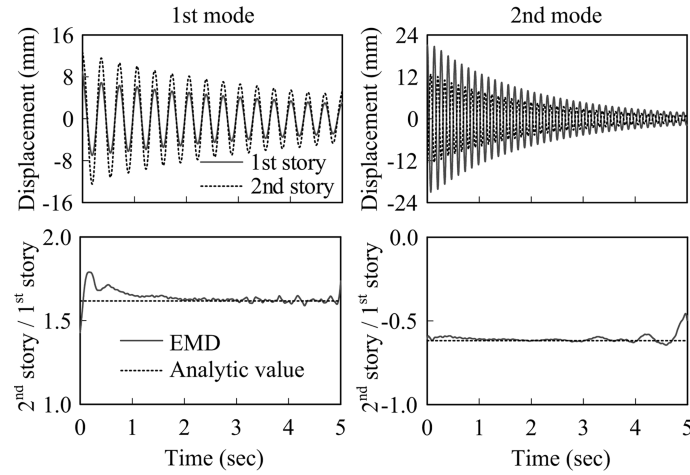 1st mode
2nd mode
Displacement (mm)
16
8
0
-8
-16
1st story
2nd story
Displacement (mm)
24
12
0
-12
-24
2nd story / 1st story
2.0
1.5
1.0
EMD
Analytic value
0 1 2 3 4 5
Time (sec)
2nd story / 1st story
0.0
-0.5
-1.0
0 1 2 3 4 5
Time (sec)